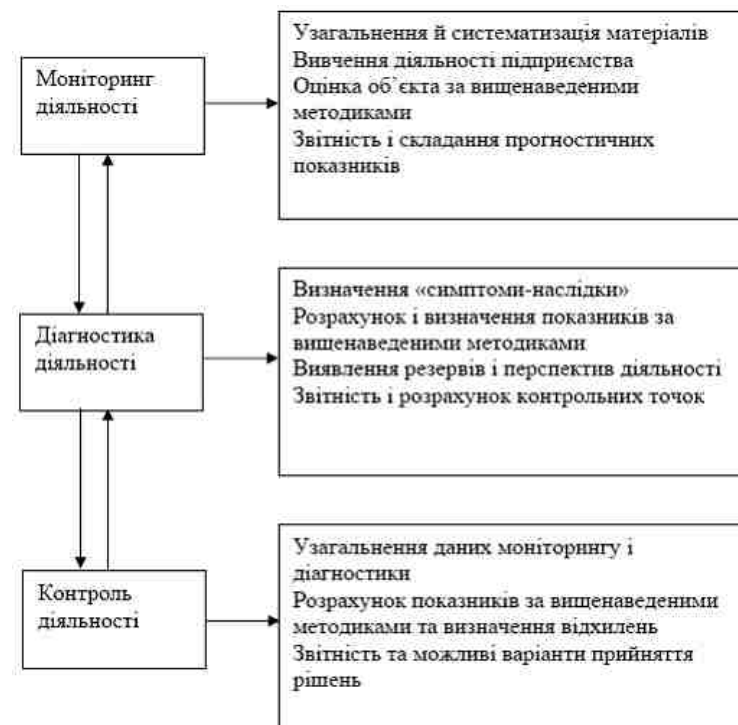 Моніторинг
діяльності
Узагальнення й систематизація матеріалів
Вивчення діяльності підприємства
Оцінка об’єкта за вищенаведеними
методиками
Звітність і складання прогностичних
показників
Діагностика
діяльності
Визначення «симптоми-наслідки»
Розрахунок і визначення показників за
вищенаведеними методиками
Виявлення резервів і перспектив діяльності
Звітність і розрахунок контрольних точок
Контроль
діяльності
Узагальнення даних моніторингу і
діагностики
Розрахунок показників за вищенаведеними
методиками та визначення відхилень
Звітність та можливі варіанти прийняття
рішень